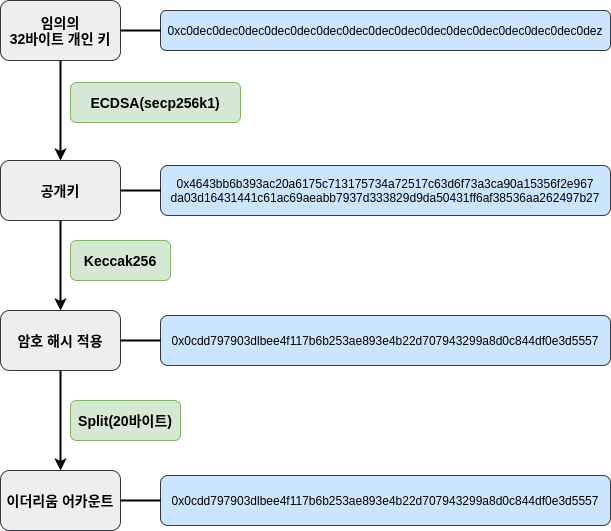 임의의
32바이트 개인 키
0xc0dec0dec0dec0dec0dec0dec0dec0dec0dec0dec0dec0dec0dec0dec0dec0dez
ECDSA(secp256k1)
공개키
0x4643bb6b393ac20a6175c713175734a72517c63d6f73a3ca90a15356f2e967
da03d16431441c61ac69aeabb7937d333829d9da50431ff6af38536aa262497b27
Keccak256
암호 해시 적용
0x0cdd797903dlbee4f117b6b253ae893e4b22d707943299a8d0c844df0e3d5557
Split(20바이트)
이더리움 어카운트
0x0cdd797903dlbee4f117b6b253ae893e4b22d707943299a8d0c844df0e3d5557